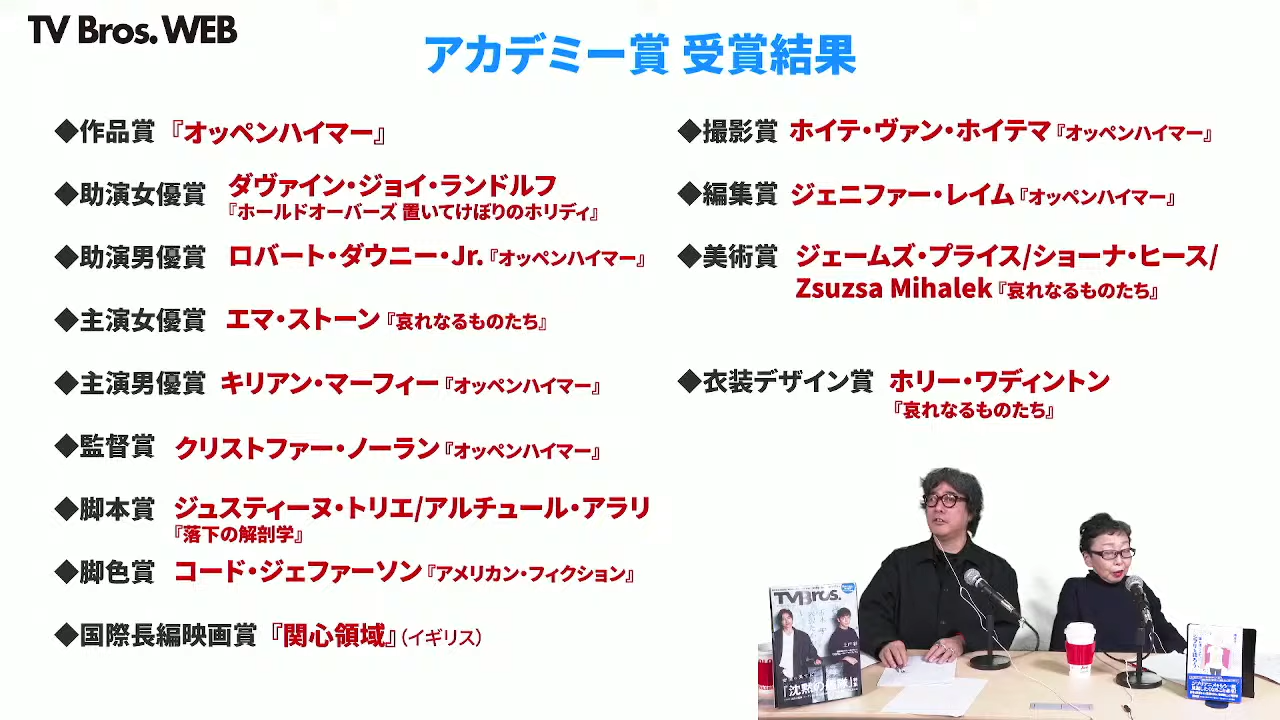 TV Bros. WEB
アカデミー賞 受賞結果
◆作品賞 『オッペンハイマー』
◆助演女優賞 ダヴァイン・ジョイ・ランドルフ
『ホールドオーバーズ 置いてけぼりのホリディ』
◆助演男優賞 ロバート・ダウニー・Jr.『オッペンハイマー』
◆主演女優賞 エマ・ストーン『哀れなるものたち』
◆主演男優賞 キリアン・マーフィー『オッペンハイマー』
◆監督賞 クリストファー・ノーラン『オッペンハイマー』
◆脚本賞 ジュスティーヌ・トリエ/アルチュール・アラリ
『落下の解剖学』
◆脚色賞 コード・ジェファーソン『アメリカン・フィクション』
◆国際長編映画賞 『関心領域』（イギリス）
◆撮影賞 ホイテ・ヴァン・ホイテマ『オッペンハイマー』
◆編集賞 ジェニファー・レイム『オッペンハイマー』
◆美術賞 ジェームズ・プライス/ショーナ・ヒース/
Zsuzsa Mihalek『哀れなるものたち』
◆衣装デザイン賞 ホリー・ワディントン
『哀れなるものたち』
TVBros.
「沈黙の艦隊」